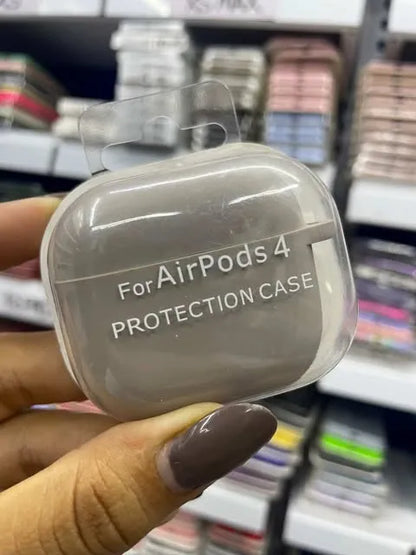 For AirPods 4
PROTECTION CASE